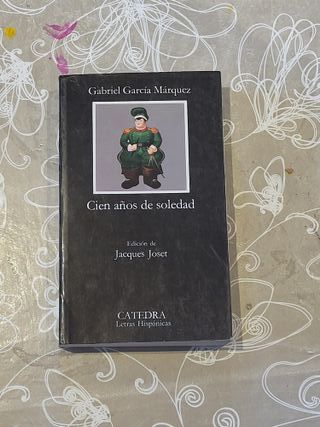 Gabriel García Márquez
Cien años de soledad
Edición de
Jacques Joset
CATEDRA
Letras Hispánicas